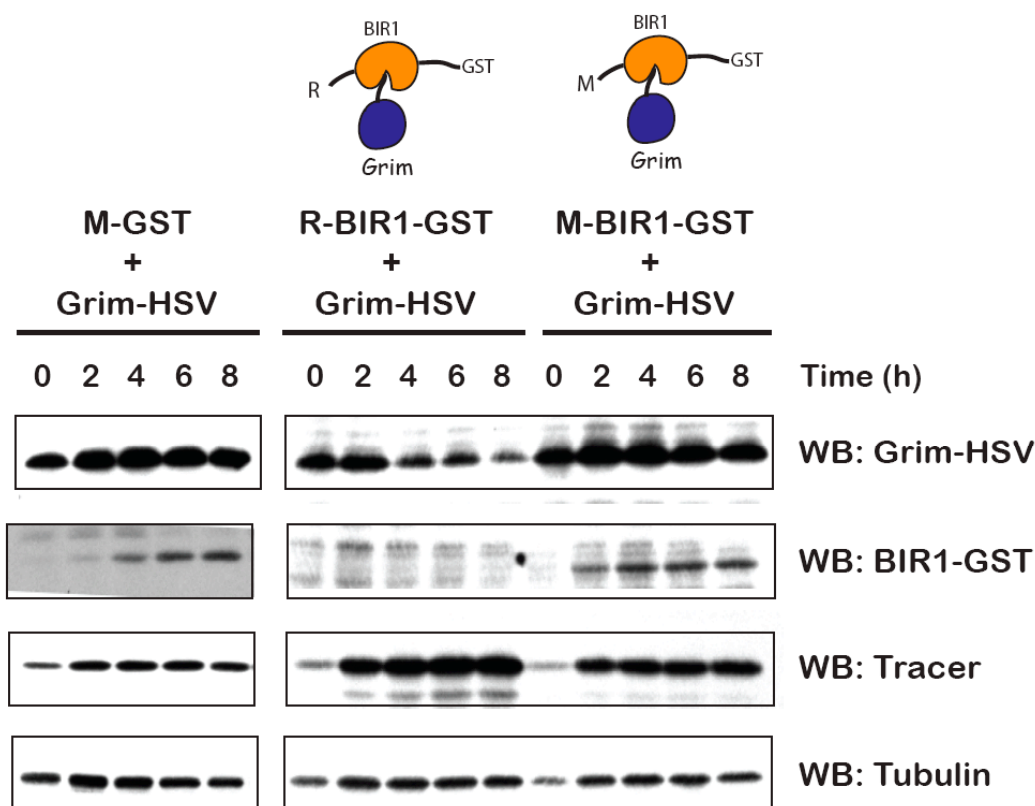 BIR1
GST
R
Grim
BIR1
GST
M
Grim
M-GST
+
Grim-HSV
R-BIR1-GST
+
Grim-HSV
M-BIR1-GST
+
Grim-HSV
0 2 4 6 8 0 2 4 6 8 0 2 4 6 8 Time (h)
WB: Grim-HSV
WB: BIR1-GST
WB: Tracer
WB: Tubulin